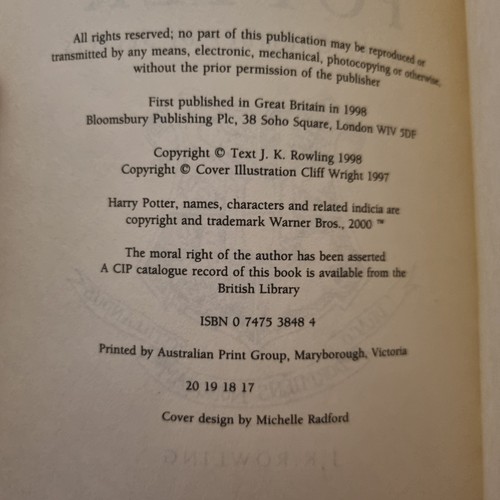 All rights reserved; no part of this publication may be reproduced or
transmitted by any means, electronic, mechanical, photocopying or otherwise,
without the prior permission of the publisher
First published in Great Britain in 1998
Bloomsbury Publishing Plc, 38 Soho Square, London W1V 5DF
Copyright © Text J. K. Rowling 1998
Copyright © Cover Illustration Cliff Wright 1997
Harry Potter, names, characters and related indicia are
copyright and trademark Warner Bros., 2000 ™
The moral right of the author has been asserted
A CIP catalogue record of this book is available from the
British Library
ISBN 0 7475 3848 4
Printed by Australian Print Group, Maryborough, Victoria
20 19 18 17
Cover design by Michelle Radford
J. K. ROWLING